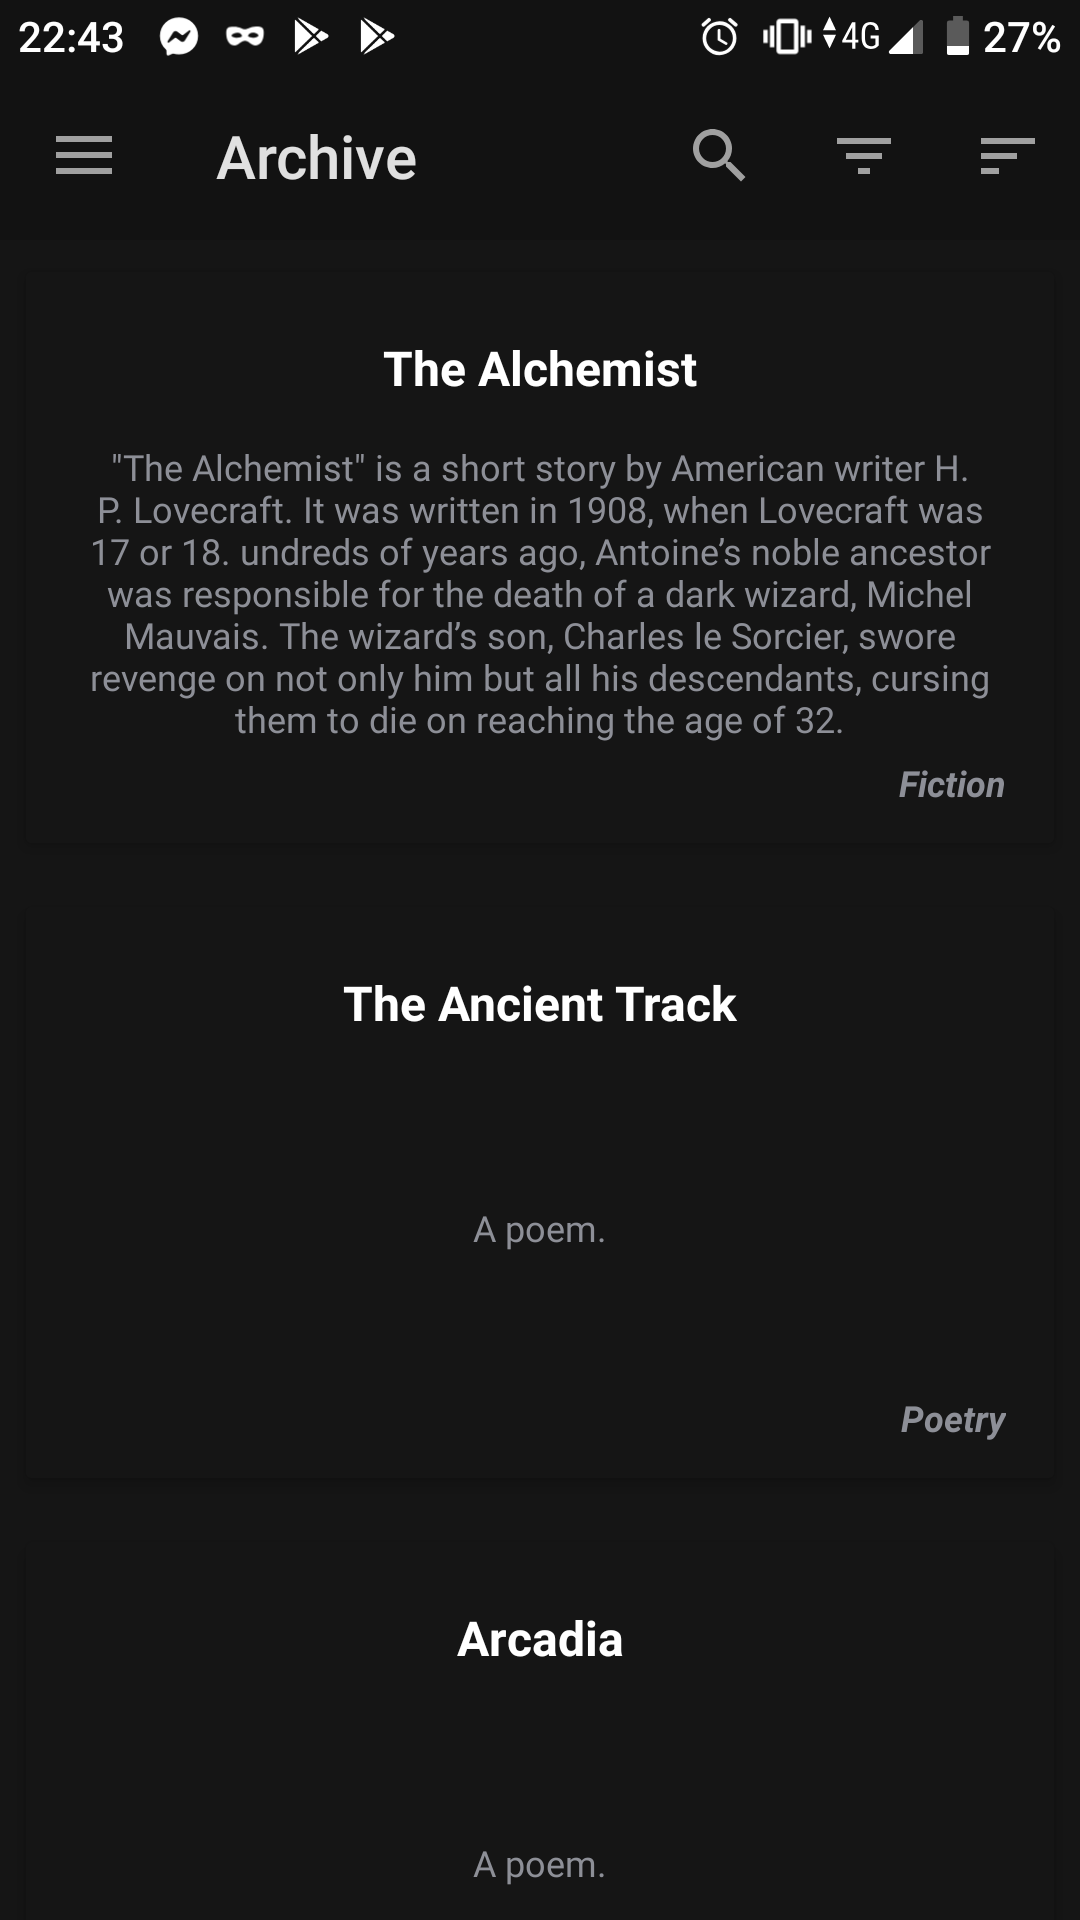 22:43 4G 27%
Archive
The Alchemist
"The Alchemist" is a short story by American writer H.
P. Lovecraft. It was written in 1908, when Lovecraft was
17 or 18. undreds of years ago, Antoine’s noble ancestor
was responsible for the death of a dark wizard, Michel
Mauvais. The wizard’s son, Charles le Sorcier, swore
revenge on not only him but all his descendants, cursing
them to die on reaching the age of 32.
Fiction
The Ancient Track
A poem.
Poetry
Arcadia
A poem.